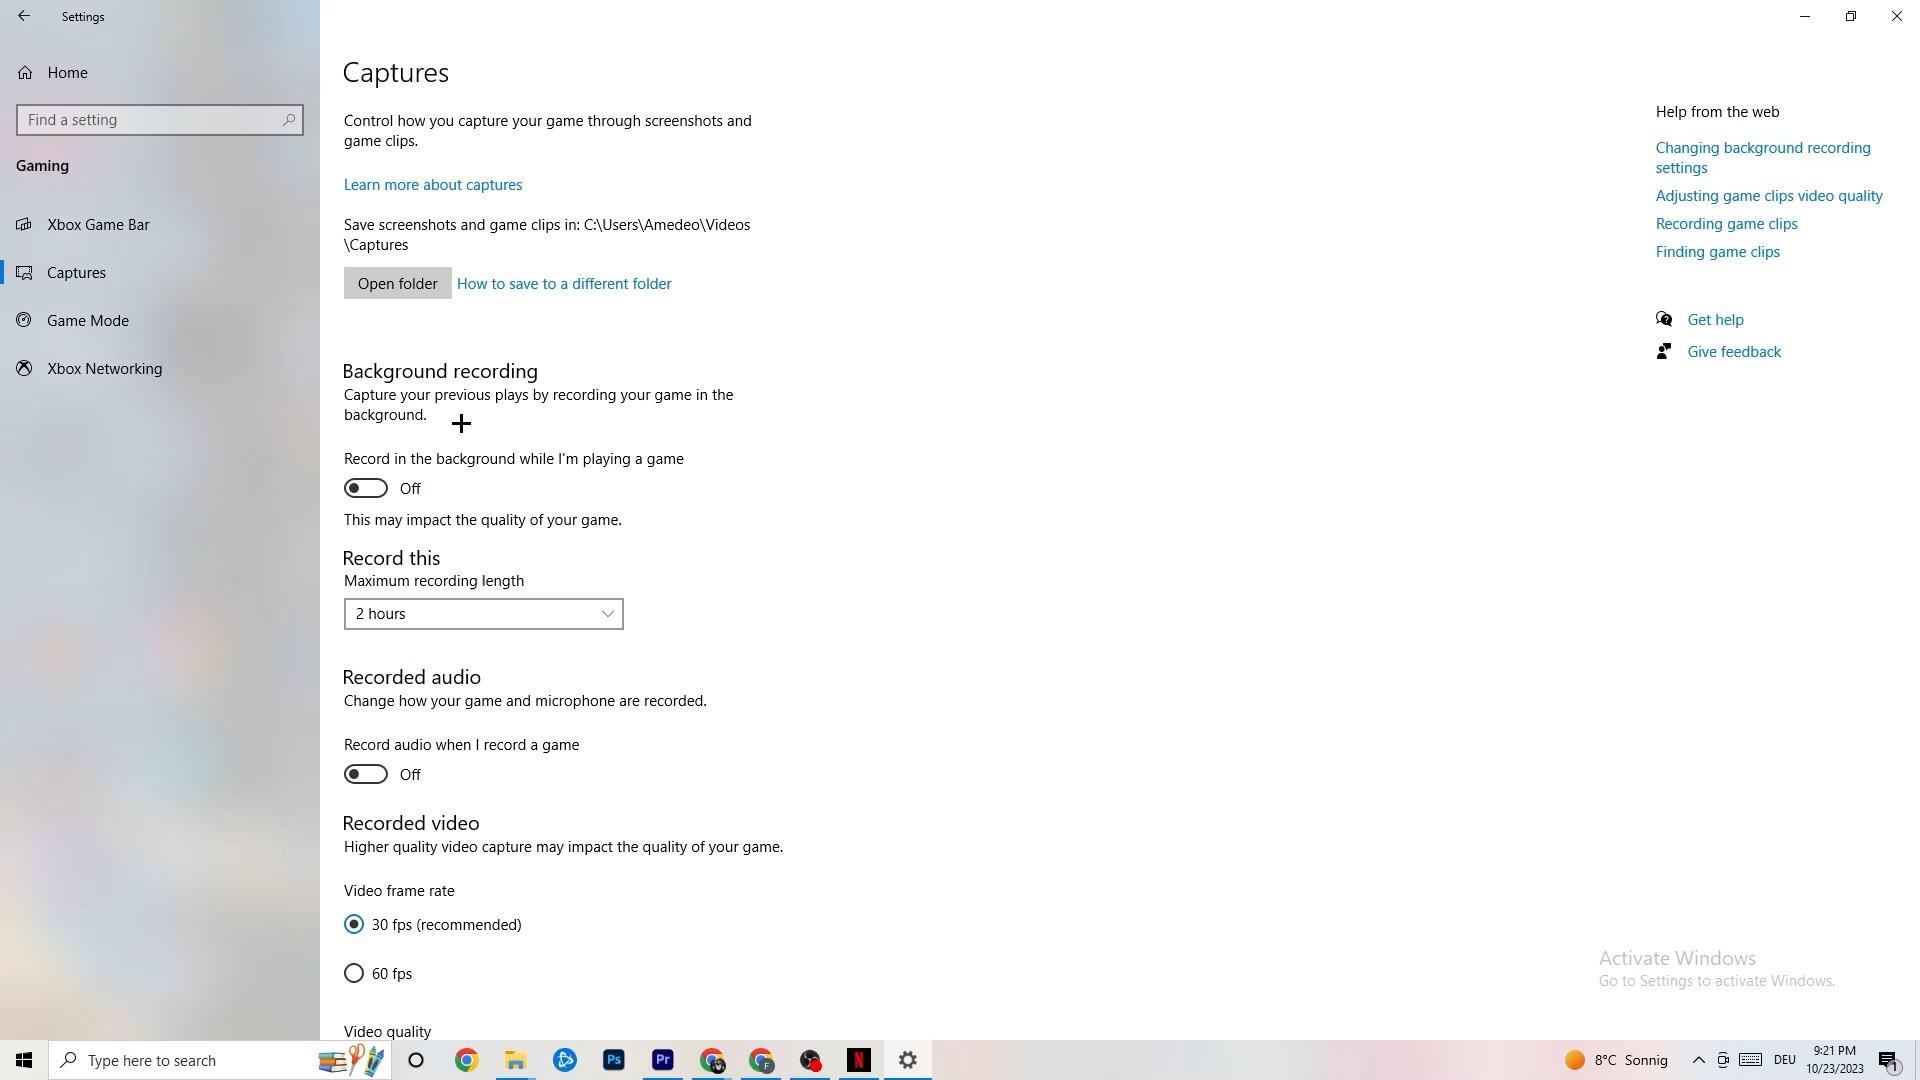 Settings
Home
Find a setting
Gaming
Xbox Game Bar
Captures
Game Mode
Xbox Networking
Captures
Control how you capture your game through screenshots and
game clips.
Learn more about captures
Save screenshots and game clips in: C:\Users\Amedeo\Videos
\Captures
Open folder
How to save to a different folder
Background recording
Capture your previous plays by recording your game in the
background.
Record in the background while I'm playing a game
Off
This may impact the quality of your game.
Record this
Maximum recording length
2 hours
Recorded audio
Change how your game and microphone are recorded.
Record audio when I record a game
Off
Recorded video
Higher quality video capture may impact the quality of your game.
Video frame rate
30 fps (recommended)
60 fps
Video quality
Help from the web
Changing background recording
settings
Adjusting game clips video quality
Recording game clips
Finding game clips
Get help
Give feedback
Activate Windows
Go to Settings to activate Windows.
Type here to search
Ps
Pr
F
N
8°C Sonnig
DEU
9:21 PM
10/23/2023
1